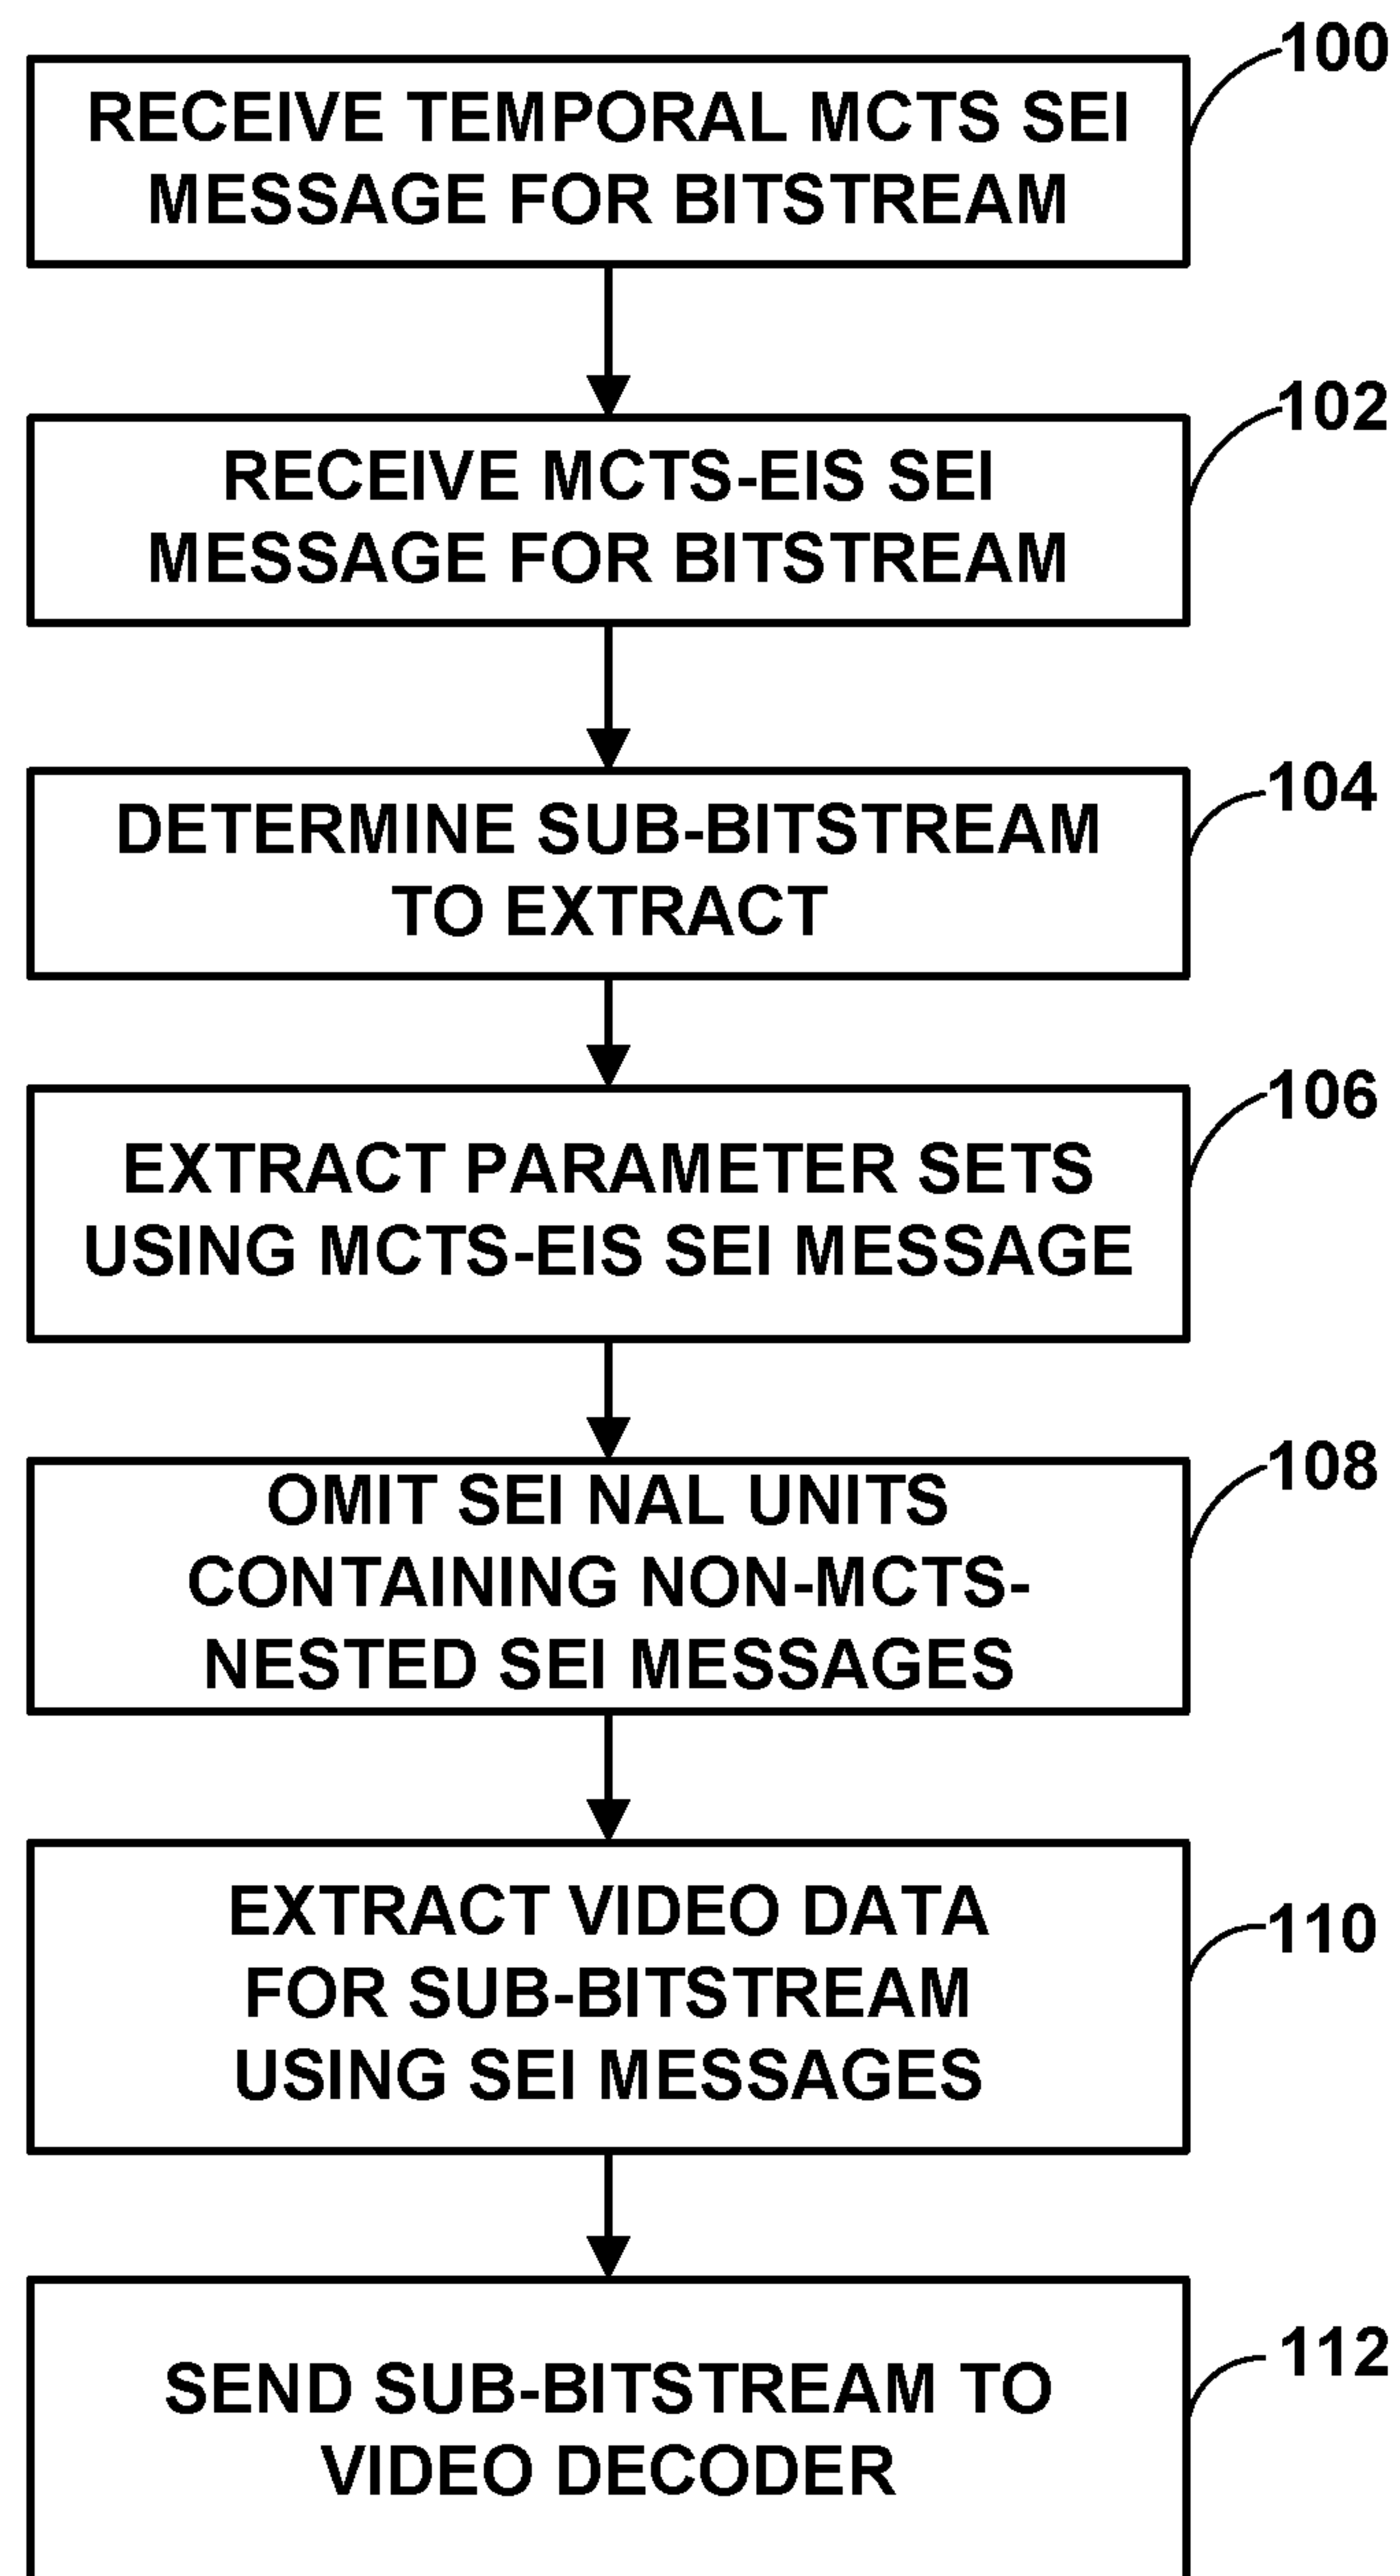 100
RECEIVE TEMPORAL MCTS SEI
MESSAGE FOR BITSTREAM
102
RECEIVE MCTS-EIS SEI
MESSAGE FOR BITSTREAM
104
DETERMINE SUB-BITSTREAM
TO EXTRACT
106
EXTRACT PARAMETER SETS
USING MCTS-EIS SEI MESSAGE
108
OMIT SEI NAL UNITS
CONTAINING NON-MCTS-
NESTED SEI MESSAGES
110
EXTRACT VIDEO DATA
FOR SUB-BITSTREAM
USING SEI MESSAGES
112
SEND SUB-BITSTREAM TO
VIDEO DECODER